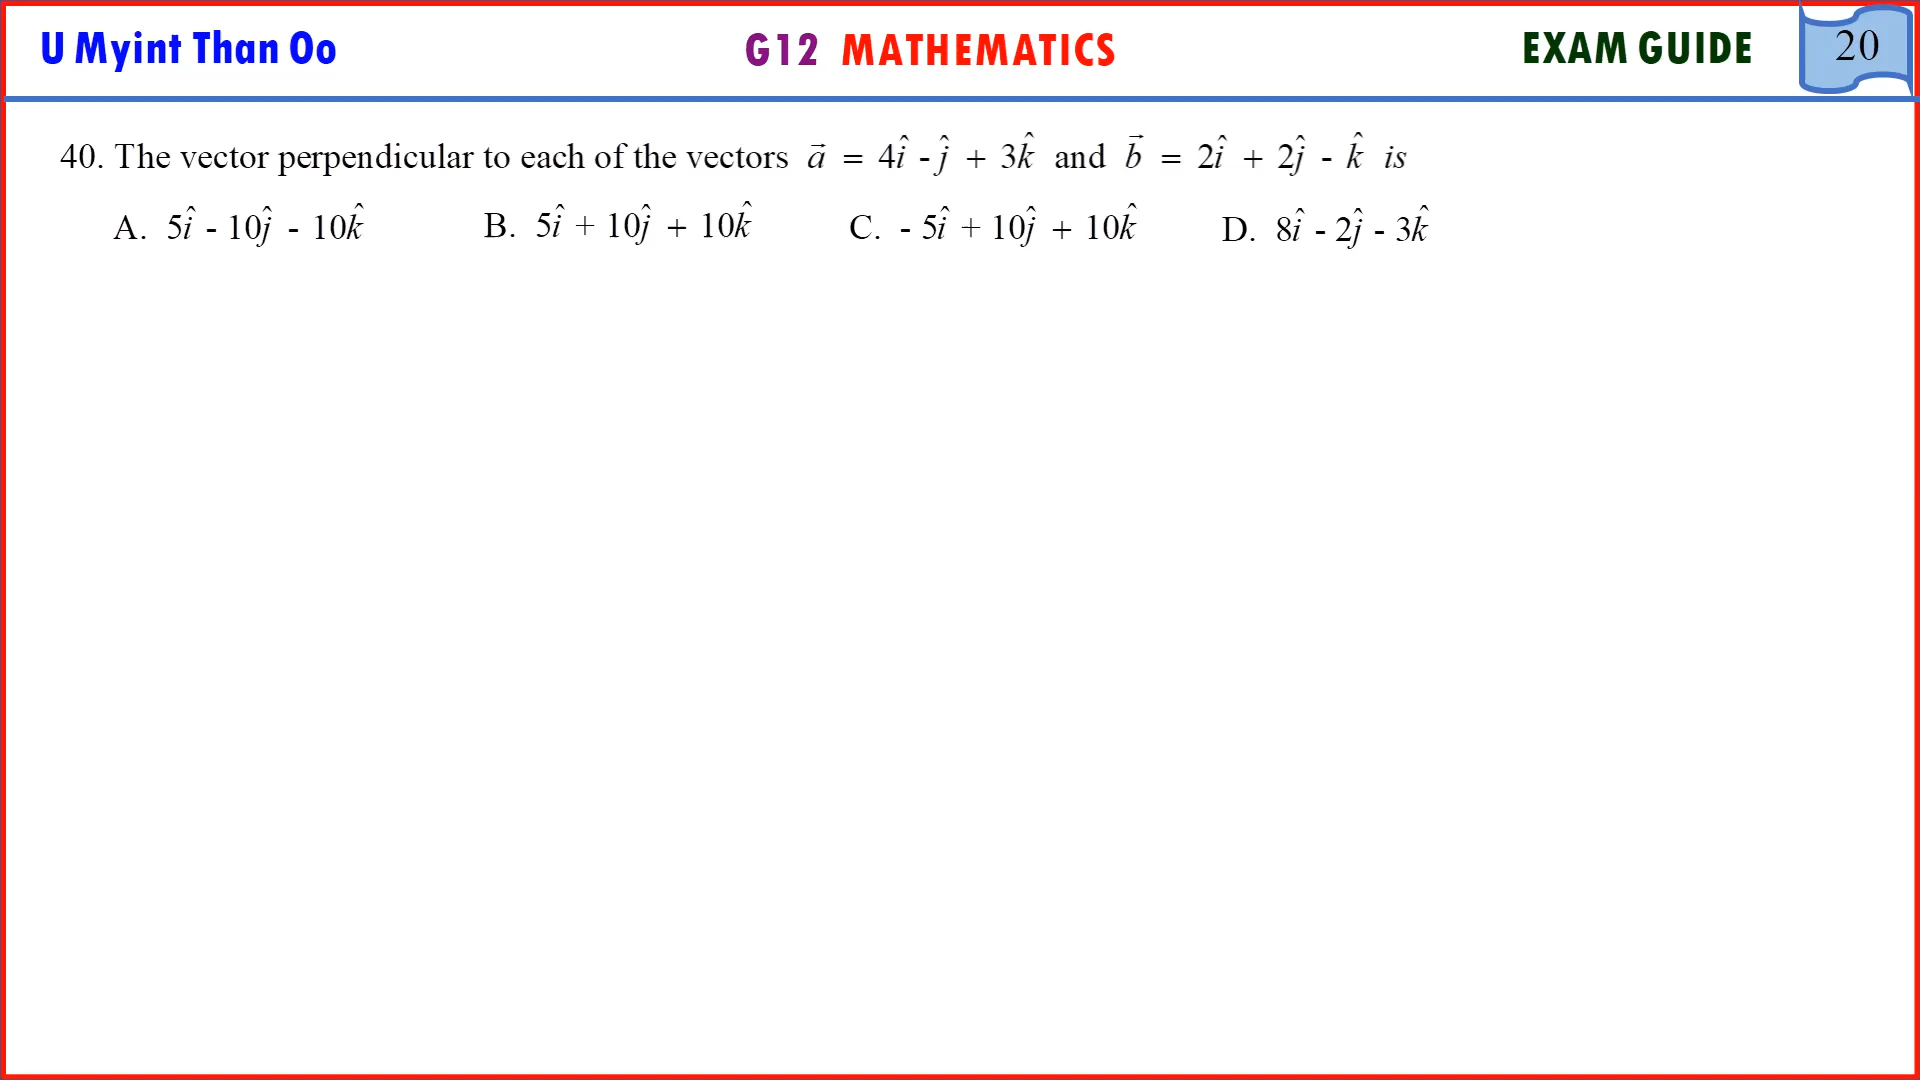 U Myint Than Oo G12 MATHEMATICS EXAM GUIDE 20
40. The vector perpendicular to each of the vectors a⃗ = 4î - ĵ + 3k̂ and b⃗ = 2î + 2ĵ - k̂ is
A. 5î - 10ĵ - 10k̂ B. 5î + 10ĵ + 10k̂ C. - 5î + 10ĵ + 10k̂ D. 8î - 2ĵ - 3k̂